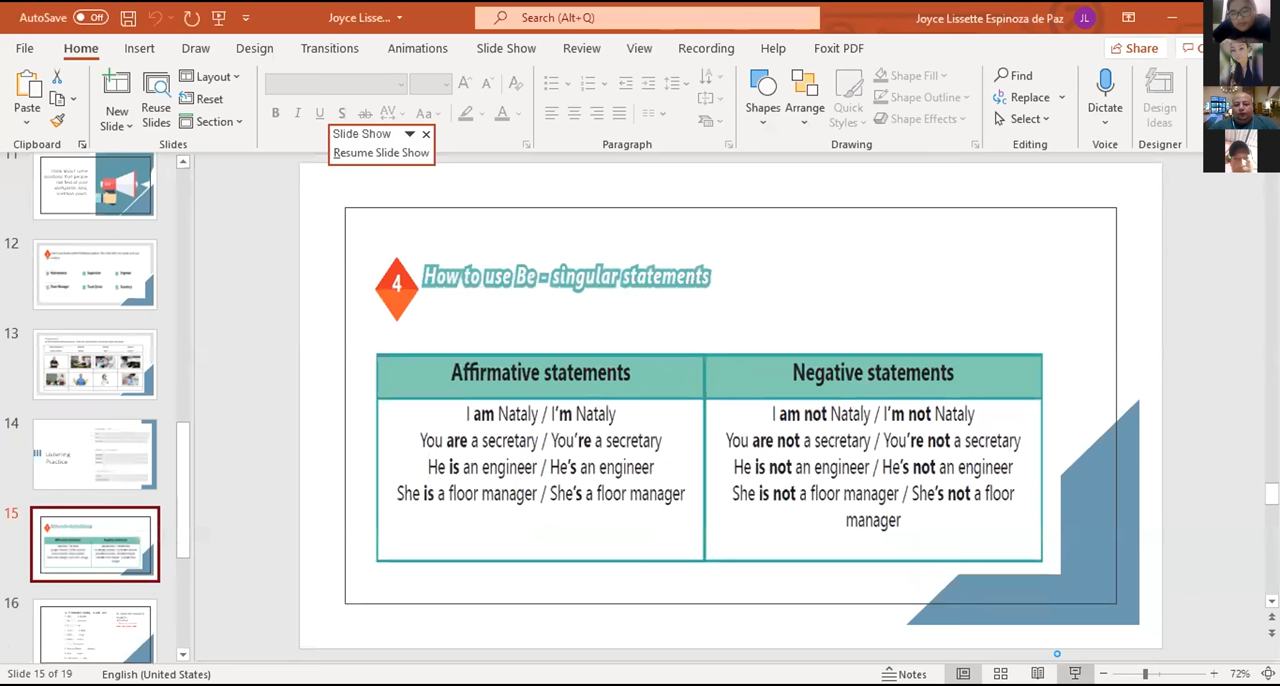 AutoSave Off Joyce Lisse... Search (Alt+Q) Joyce Lissette Espinoza de Paz JL
File Home Insert Draw Design Transitions Animations Slide Show Review View Recording Help Foxit PDF Share
Paste New Slide Reuse Slides Layout Reset Section
Shapes Arrange Quick Styles Shape Fill Shape Outline Shape Effects
Find Replace Select Dictate Design Ideas
Clipboard Slides Paragraph Drawing Editing Voice Designer
Slide Show
Resume Slide Show
11
12
13
14
Listening
Practice
15
16
4 How to use Be - singular statements
Affirmative statements
I am Nataly / I'm Nataly
You are a secretary / You're a secretary
He is an engineer / He's an engineer
She is a floor manager / She's a floor manager
Negative statements
I am not Nataly / I'm not Nataly
You are not a secretary / You're not a secretary
He is not an engineer / He's not an engineer
She is not a floor manager / She's not a floor
manager
Slide 15 of 19 English (United States) Notes 72%